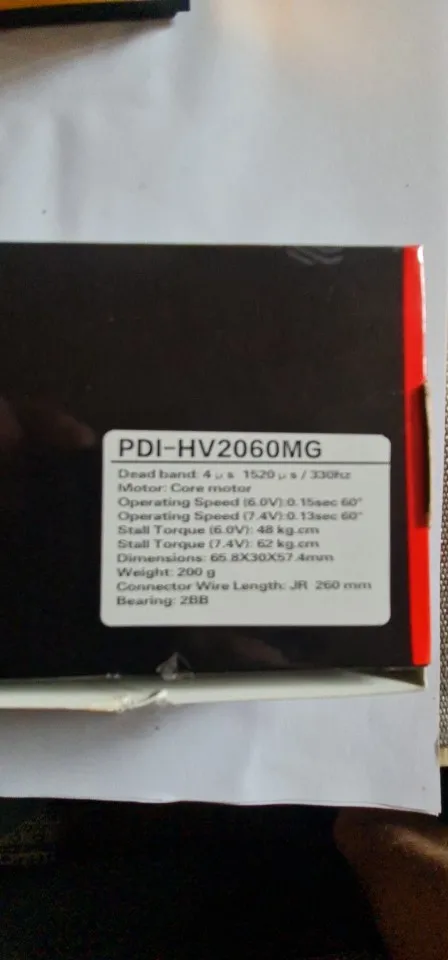 PDI-HV2060MG
Dead band: 4 μs 1520 μs / 330hz
Motor: Core motor
Operating Speed (6.0V):0.15sec 60°
Operating Speed (7.4V):0.13sec 60°
Stall Torque (6.0V): 48 kg.cm
Stall Torque (7.4V): 62 kg.cm
Dimensions: 65.8X30X57.4mm
Weight: 200 g
Connector Wire Length: JR 260 mm
Bearing: 2BB